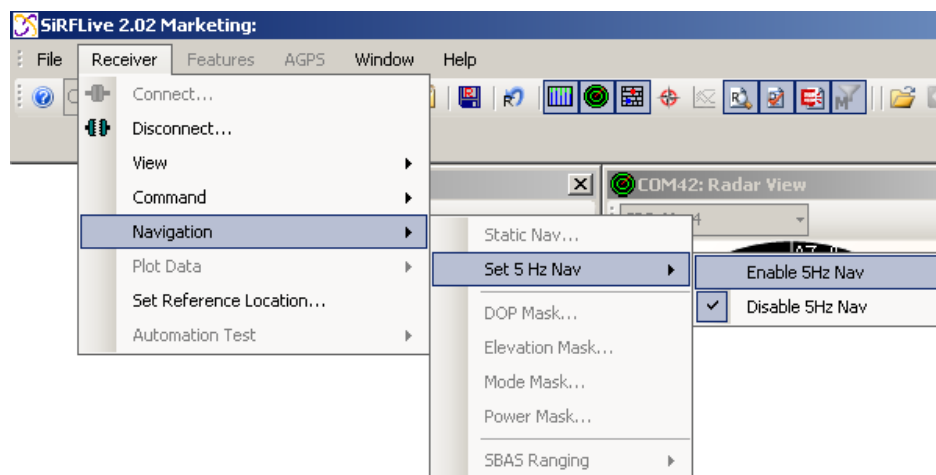 SiRFLive 2.02 Marketing:
File Receiver Features AGPS Window Help
Connect...
Disconnect...
View
Command
COM42: Radar View
Navigation
Static Nav...
Plot Data
Set 5 Hz Nav
Enable 5Hz Nav
Set Reference Location...
DOP Mask...
Disable 5Hz Nav
Automation Test
Elevation Mask...
Mode Mask...
Power Mask...
SBAS Ranging